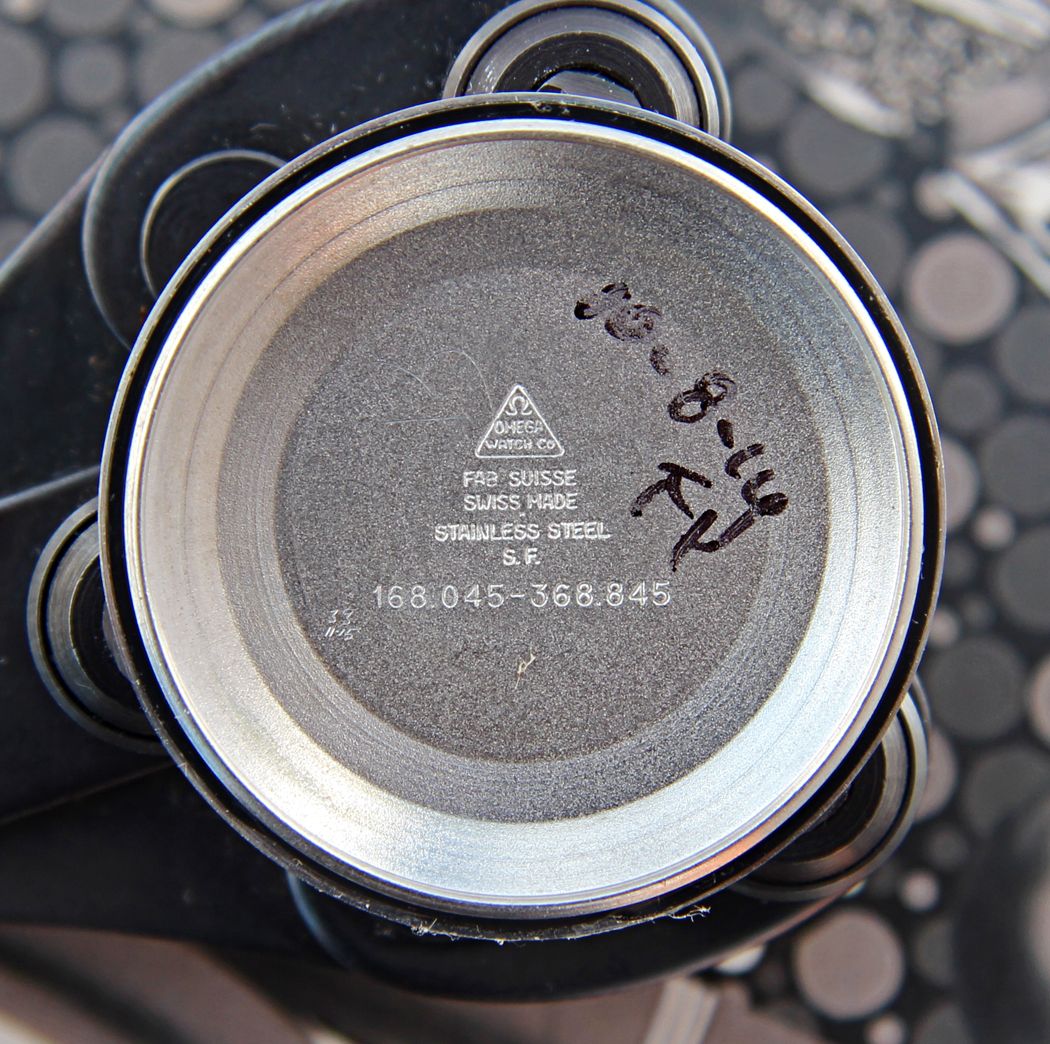 Ω
OMEGA
WATCH Co
FAB. SUISSE
SWISS MADE
STAINLESS STEEL
S.F.
168.045-368.845